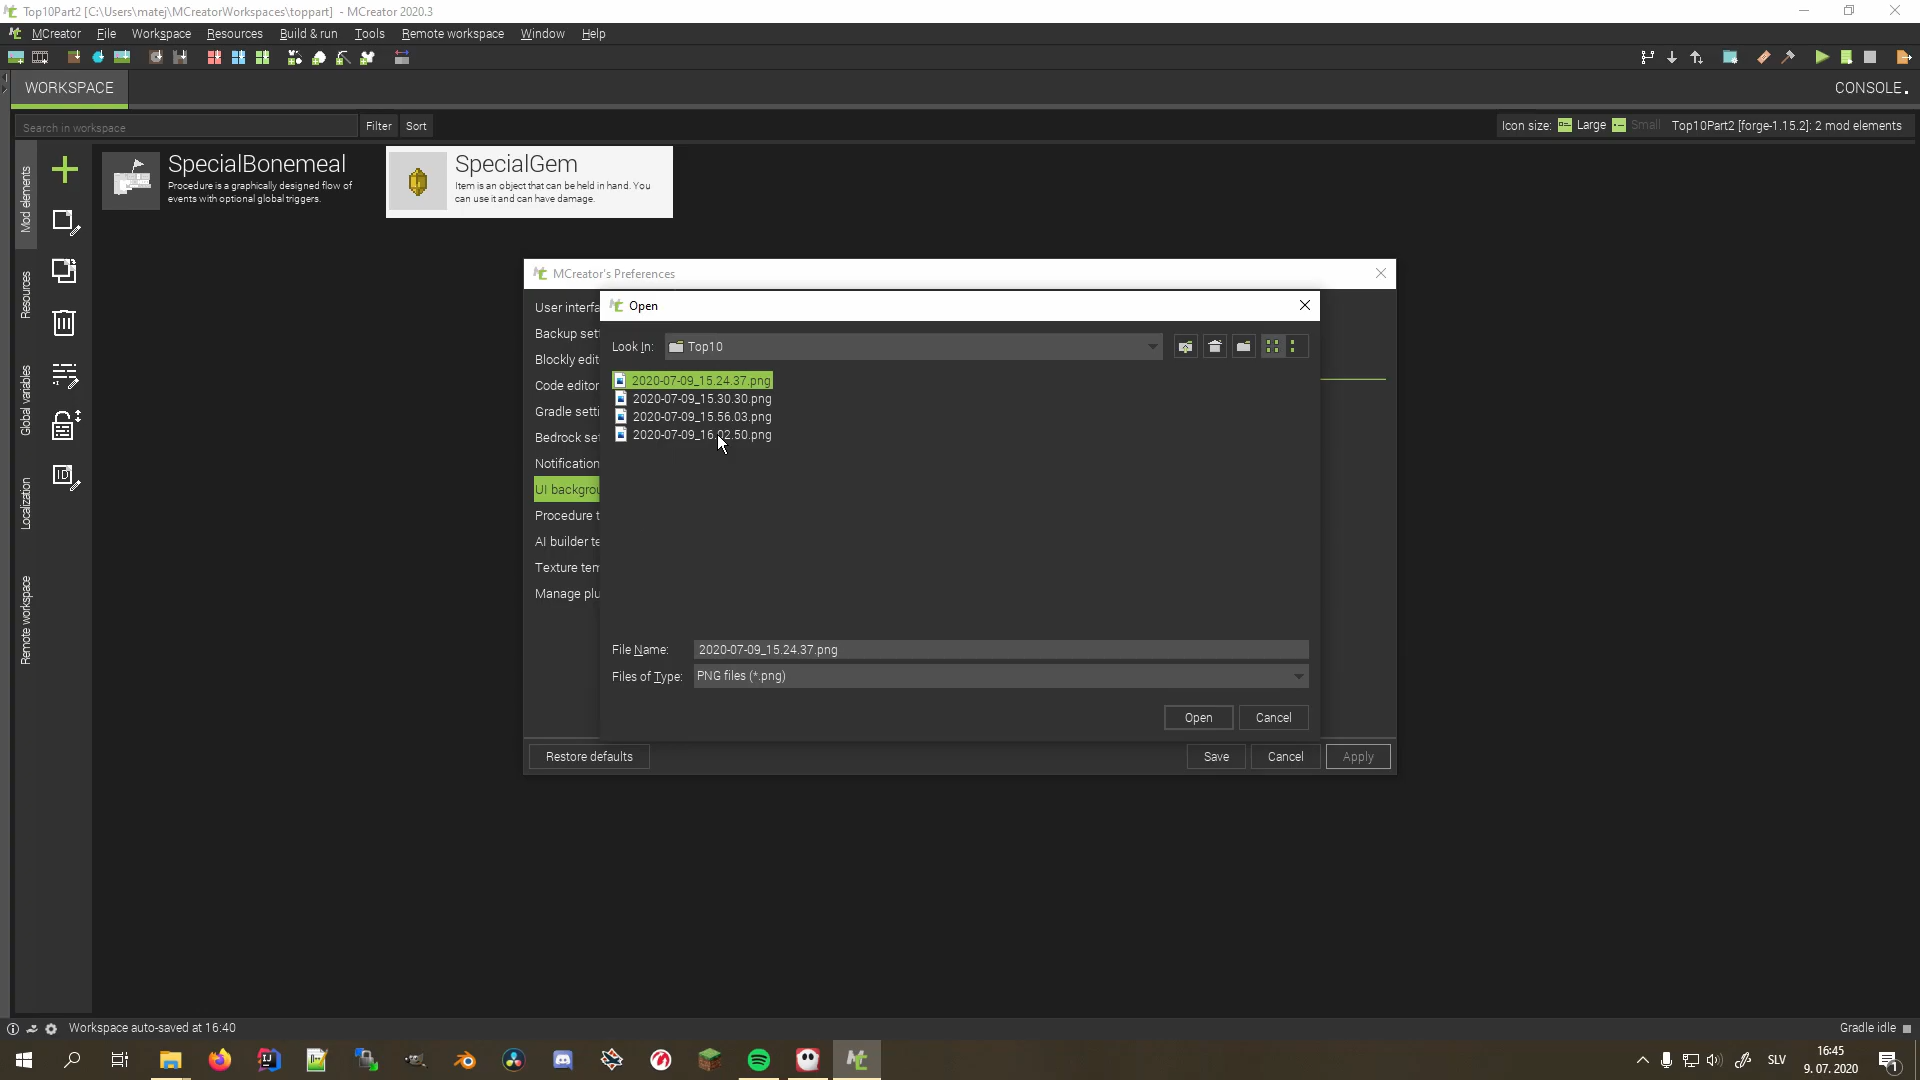 Top10Part2 [C:\Users\matej\MCreatorWorkspaces\toppart] - MCreator 2020.3
MCreator File Workspace Resources Build & run Tools Remote workspace Window Help
WORKSPACE
CONSOLE
Search in workspace
Filter
Sort
Icon size: Large Small Top10Part2 [forge-1.15.2]: 2 mod elements
Mod elements
Resources
Global variables
Localization
Remote workspace
SpecialBonemeal
Procedure is a graphically designed flow of
events with optional global triggers.
SpecialGem
Item is an object that can be held in hand. You
can use it and can have damage.
MCreator's Preferences
User interfa
Backup sett
Blockly edit
Code editor
Gradle setti
Bedrock set
Notification
UI backgrou
Procedure t
AI builder te
Texture tem
Manage plu
Open
Look In: Top10
2020-07-09_15.24.37.png
2020-07-09_15.30.30.png
2020-07-09_15.56.03.png
2020-07-09_16.02.50.png
File Name: 2020-07-09_15.24.37.png
Files of Type: PNG files (*.png)
Open
Cancel
Restore defaults
Save
Cancel
Apply
Workspace auto-saved at 16:40
Gradle idle
SLV
16:45
9. 07. 2020
1